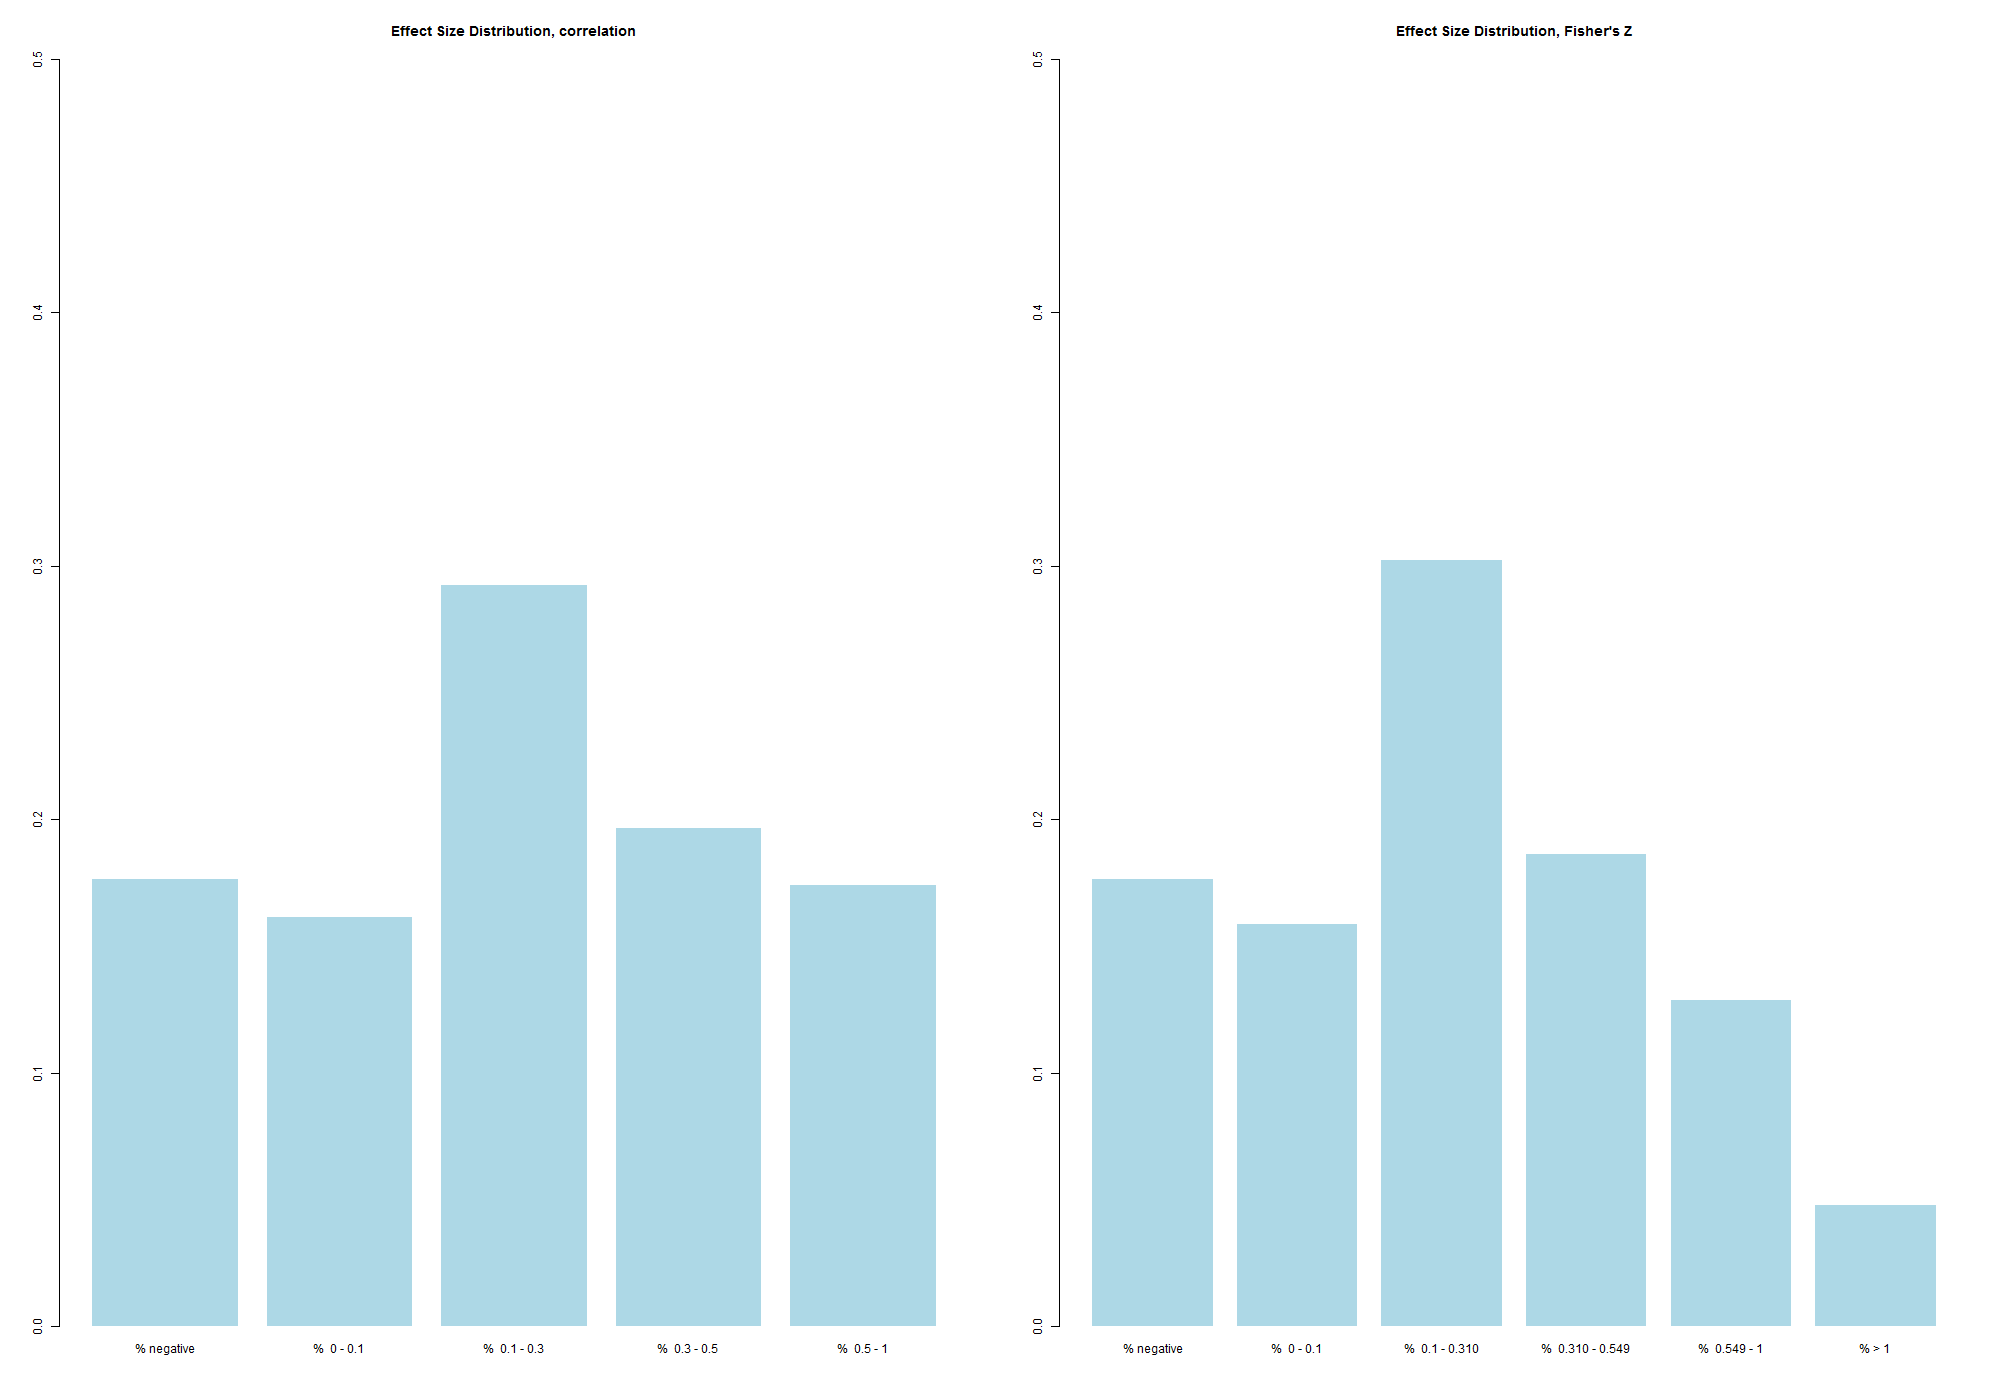 Effect Size Distribution, correlation
0.5
0.4
0.3
0.2
0.1
0.0
% negative
% 0 - 0.1
% 0.1 - 0.3
% 0.3 - 0.5
% 0.5 - 1
Effect Size Distribution, Fisher's Z
0.5
0.4
0.3
0.2
0.1
0.0
% negative
% 0 - 0.1
% 0.1 - 0.310
% 0.310 - 0.549
% 0.549 - 1
% > 1